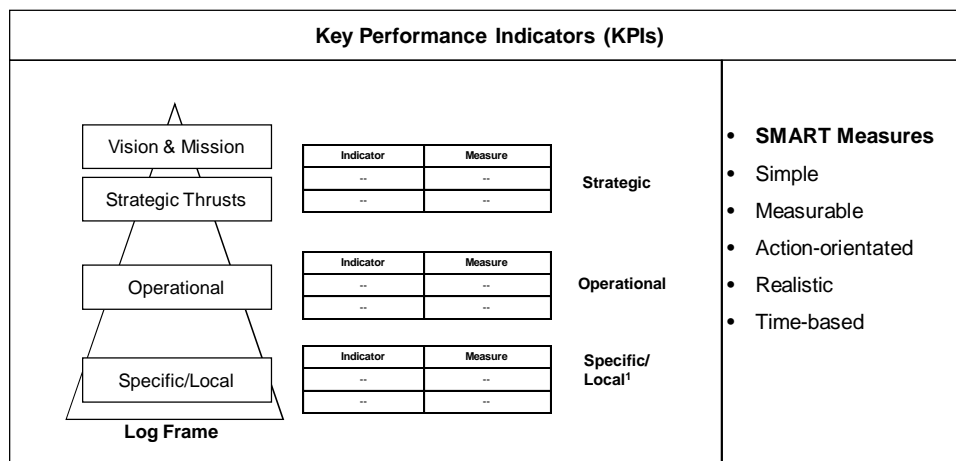 Key Performance Indicators (KPIs)
Vision & Mission
Strategic Thrusts
Operational
Specific/Local
Log Frame
Indicator Measure
-- --
-- --
Strategic
Indicator Measure
-- --
-- --
Operational
Indicator Measure
-- --
-- --
Specific/
Local¹
• SMART Measures
• Simple
• Measurable
• Action-orientated
• Realistic
• Time-based